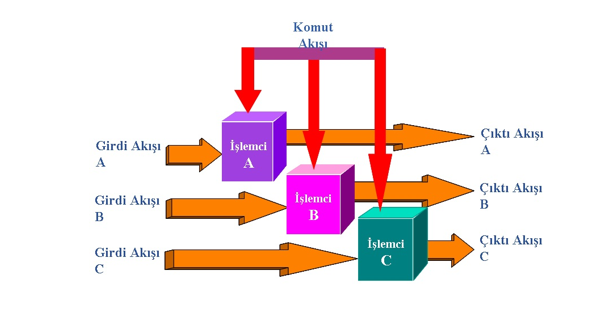 Komut
Akışı
Girdi Akışı
A
İşlemci
A
Çıktı Akışı
A
Girdi Akışı
B
İşlemci
B
Çıktı Akışı
B
Girdi Akışı
C
İşlemci
C
Çıktı Akışı
C